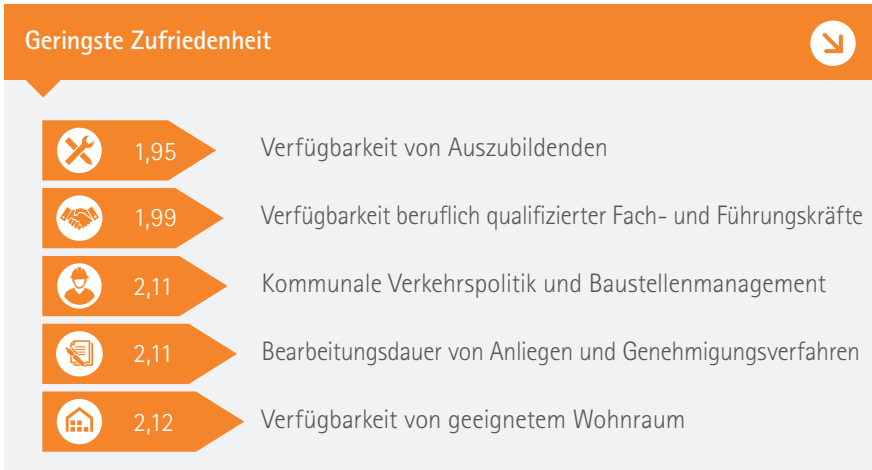 Geringste Zufriedenheit
1,95 Verfügbarkeit von Auszubildenden
1,99 Verfügbarkeit beruflich qualifizierter Fach- und Führungskräfte
2,11 Kommunale Verkehrspolitik und Baustellenmanagement
2,11 Bearbeitungsdauer von Anliegen und Genehmigungsverfahren
2,12 Verfügbarkeit von geeignetem Wohnraum